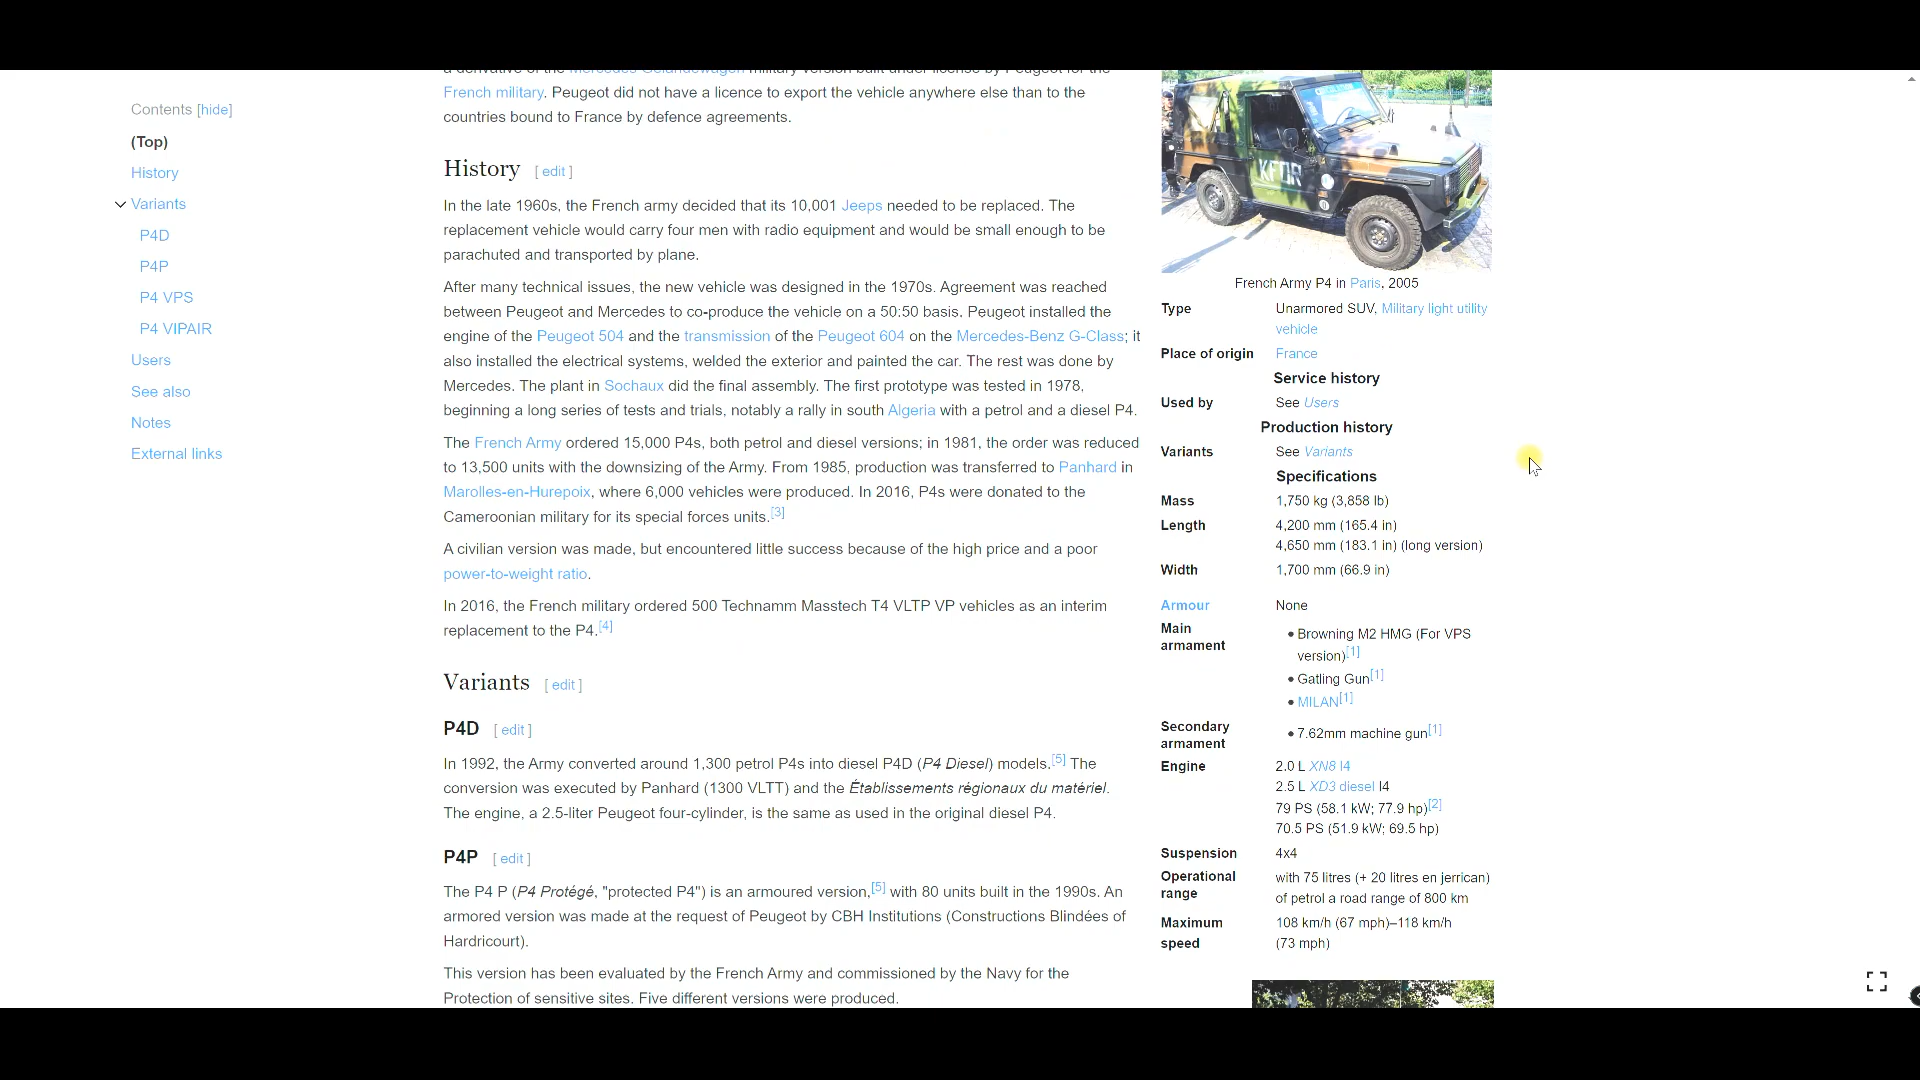 Contents [hide]
(Top)
History
Variants
P4D
P4P
P4 VPS
P4 VIPAIR
Users
See also
Notes
External links
a derivative of the Mercedes Geländewagen military version built under license by Peugeot for the
French military. Peugeot did not have a licence to export the vehicle anywhere else than to the
countries bound to France by defence agreements.
History [ edit ]
In the late 1960s, the French army decided that its 10,001 Jeeps needed to be replaced. The
replacement vehicle would carry four men with radio equipment and would be small enough to be
parachuted and transported by plane.
After many technical issues, the new vehicle was designed in the 1970s. Agreement was reached
between Peugeot and Mercedes to co-produce the vehicle on a 50:50 basis. Peugeot installed the
engine of the Peugeot 504 and the transmission of the Peugeot 604 on the Mercedes-Benz G-Class; it
also installed the electrical systems, welded the exterior and painted the car. The rest was done by
Mercedes. The plant in Sochaux did the final assembly. The first prototype was tested in 1978,
beginning a long series of tests and trials, notably a rally in south Algeria with a petrol and a diesel P4.
The French Army ordered 15,000 P4s, both petrol and diesel versions; in 1981, the order was reduced
to 13,500 units with the downsizing of the Army. From 1985, production was transferred to Panhard in
Marolles-en-Hurepoix, where 6,000 vehicles were produced. In 2016, P4s were donated to the
Cameroonian military for its special forces units.[3]
A civilian version was made, but encountered little success because of the high price and a poor
power-to-weight ratio.
In 2016, the French military ordered 500 Technamm Masstech T4 VLTP VP vehicles as an interim
replacement to the P4.[4]
Variants [ edit ]
P4D [ edit ]
In 1992, the Army converted around 1,300 petrol P4s into diesel P4D (P4 Diesel) models.[5] The
conversion was executed by Panhard (1300 VLTT) and the Établissements régionaux du matériel.
The engine, a 2.5-liter Peugeot four-cylinder, is the same as used in the original diesel P4.
P4P [ edit ]
The P4 P (P4 Protégé, "protected P4") is an armoured version,[5] with 80 units built in the 1990s. An
armored version was made at the request of Peugeot by CBH Institutions (Constructions Blindées of
Hardricourt).
This version has been evaluated by the French Army and commissioned by the Navy for the
Protection of sensitive sites. Five different versions were produced.
KFOR
French Army P4 in Paris, 2005
Type Unarmored SUV, Military light utility
vehicle
Place of origin France
Service history
Used by See Users
Production history
Variants See Variants
Specifications
Mass 1,750 kg (3,858 lb)
Length 4,200 mm (165.4 in)
4,650 mm (183.1 in) (long version)
Width 1,700 mm (66.9 in)
Armour None
Main
armament
• Browning M2 HMG (For VPS
version)[1]
• Gatling Gun[1]
• MILAN[1]
Secondary
armament
• 7.62mm machine gun[1]
Engine 2.0 L XN8 I4
2.5 L XD3 diesel I4
79 PS (58.1 kW; 77.9 hp)[2]
70.5 PS (51.9 kW; 69.5 hp)
Suspension 4x4
Operational
range
with 75 litres (+ 20 litres en jerrican)
of petrol a road range of 800 km
Maximum
speed
108 km/h (67 mph)–118 km/h
(73 mph)